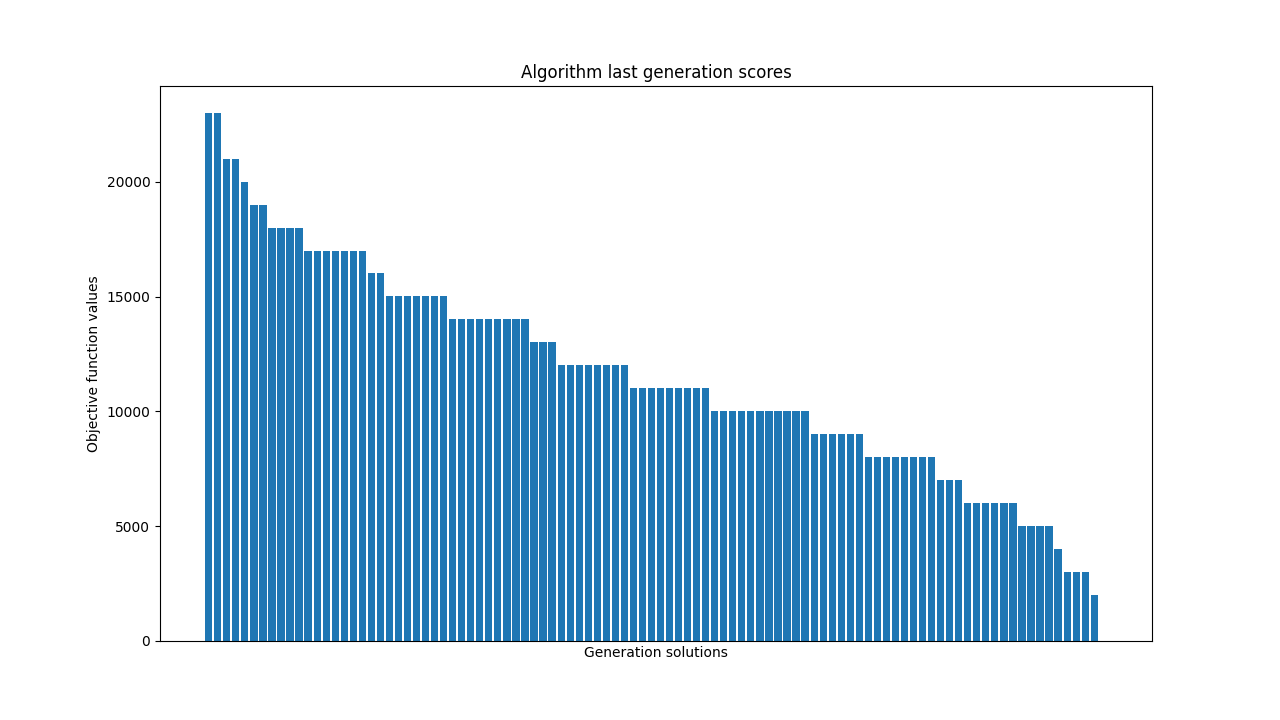 Algorithm last generation scores
20000
15000
10000
5000
0
Objective function values
Generation solutions